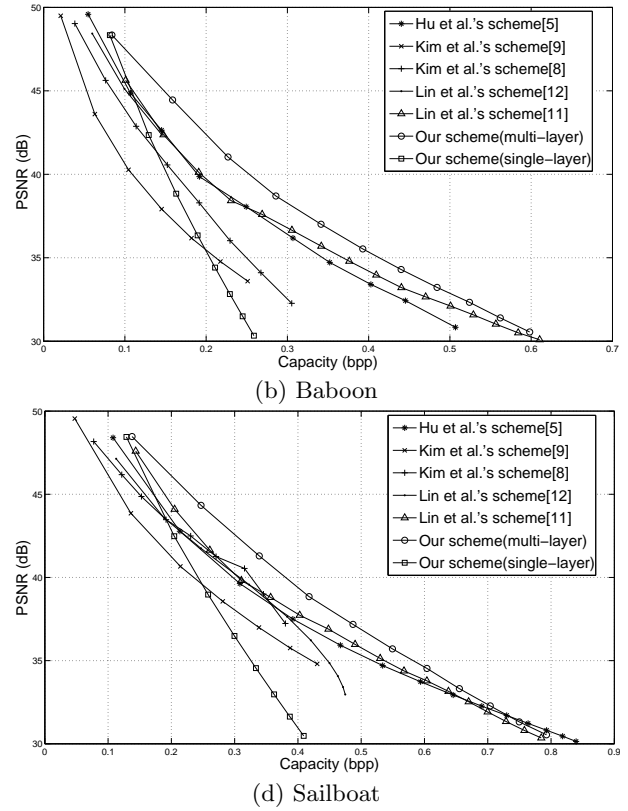 50
45
40
35
30
PSNR (dB)
0 0.1 0.2 0.3 0.4 0.5 0.6 0.7
Capacity (bpp)
Hu et al.'s scheme[5]
Kim et al.'s scheme[9]
Kim et al.'s scheme[8]
Lin et al.'s scheme[12]
Lin et al.'s scheme[11]
Our scheme(multi-layer)
Our scheme(single-layer)
(b) Baboon
50
45
40
35
30
PSNR (dB)
0 0.1 0.2 0.3 0.4 0.5 0.6 0.7 0.8 0.9
Capacity (bpp)
Hu et al.'s scheme[5]
Kim et al.'s scheme[9]
Kim et al.'s scheme[8]
Lin et al.'s scheme[12]
Lin et al.'s scheme[11]
Our scheme(multi-layer)
Our scheme(single-layer)
(d) Sailboat